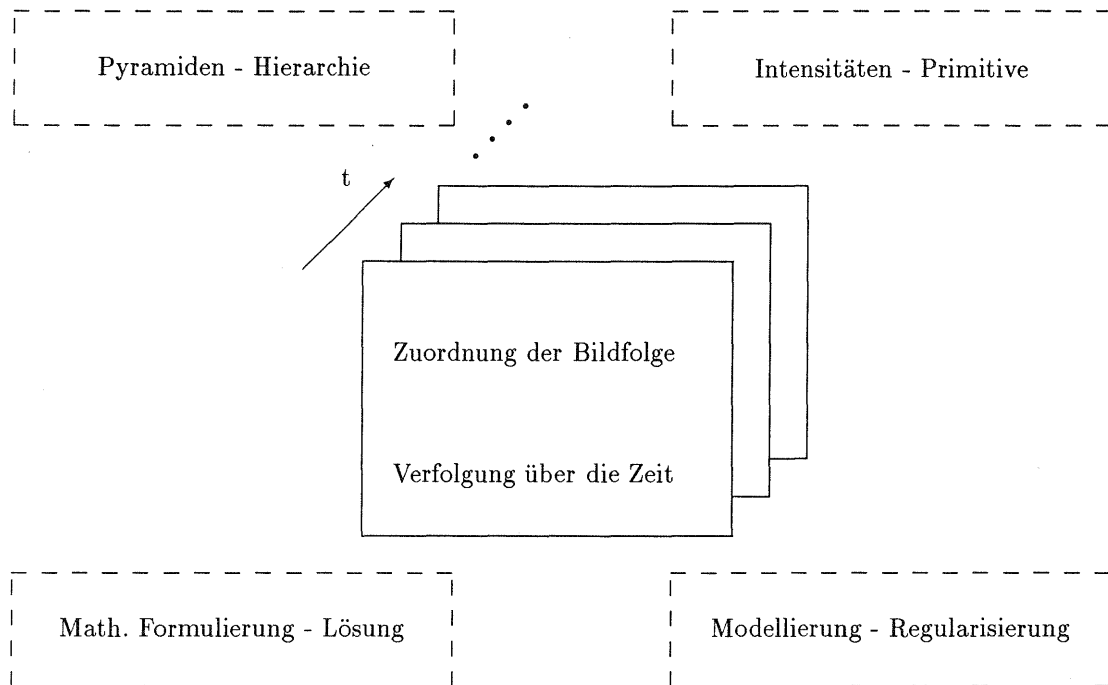 Pyramiden - Hierarchie
Intensitäten - Primitive
t
Zuordnung der Bildfolge
Verfolgung über die Zeit
Math. Formulierung - Lösung
Modellierung - Regularisierung